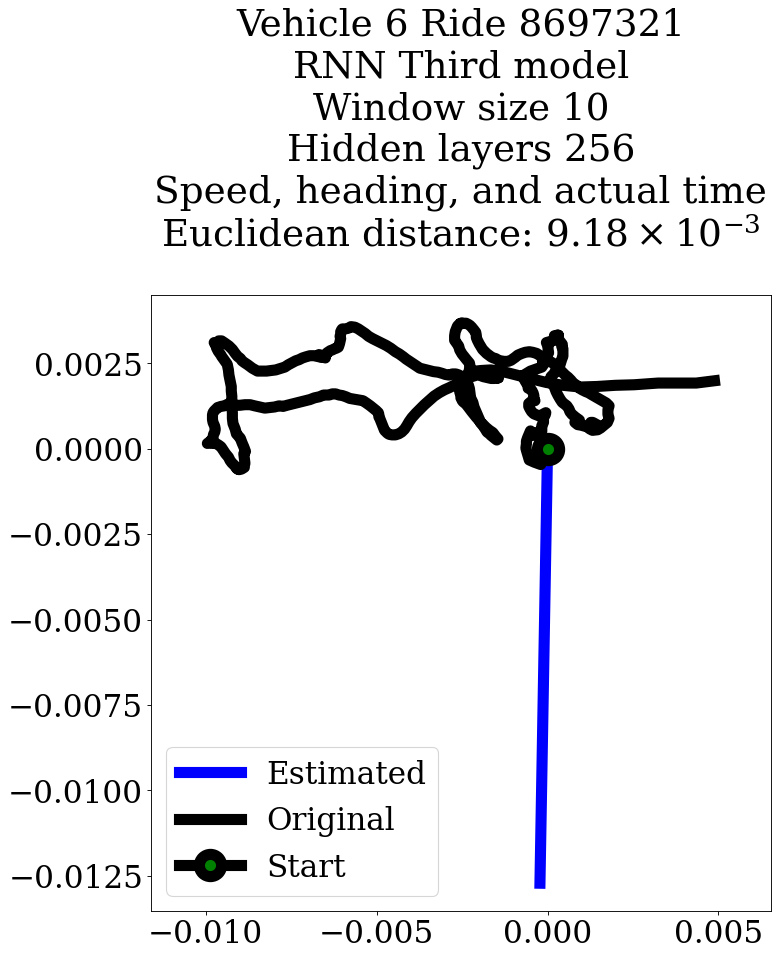 Vehicle 6 Ride 8697321
RNN Third model
Window size 10
Hidden layers 256
Speed, heading, and actual time
Euclidean distance: 9.18 × 10⁻³
0.0025
0.0000
−0.0025
−0.0050
−0.0075
−0.0100
−0.0125
Estimated
Original
Start
−0.010 −0.005 0.000 0.005